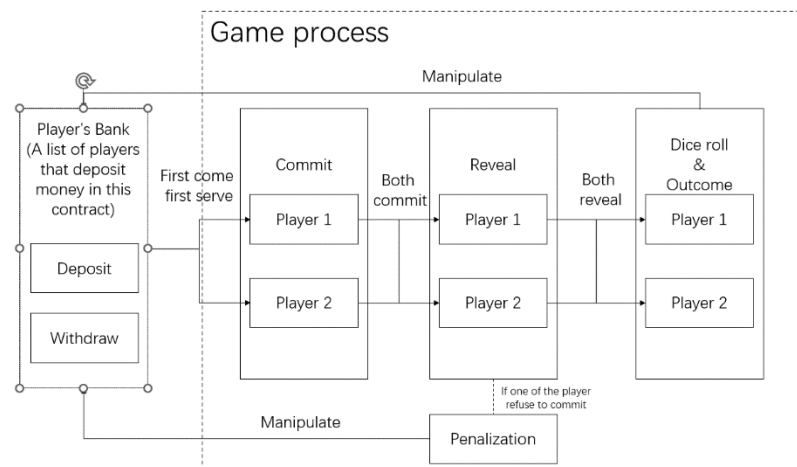 Game process
Manipulate
Player's Bank
(A list of players
that deposit
money in this
contract)
Deposit
Withdraw
First come
first serve
Commit
Player 1
Player 2
Both
commit
Reveal
Player 1
Player 2
Both
reveal
Dice roll
&
Outcome
Player 1
Player 2
If one of the player
refuse to commit
Manipulate
Penalization